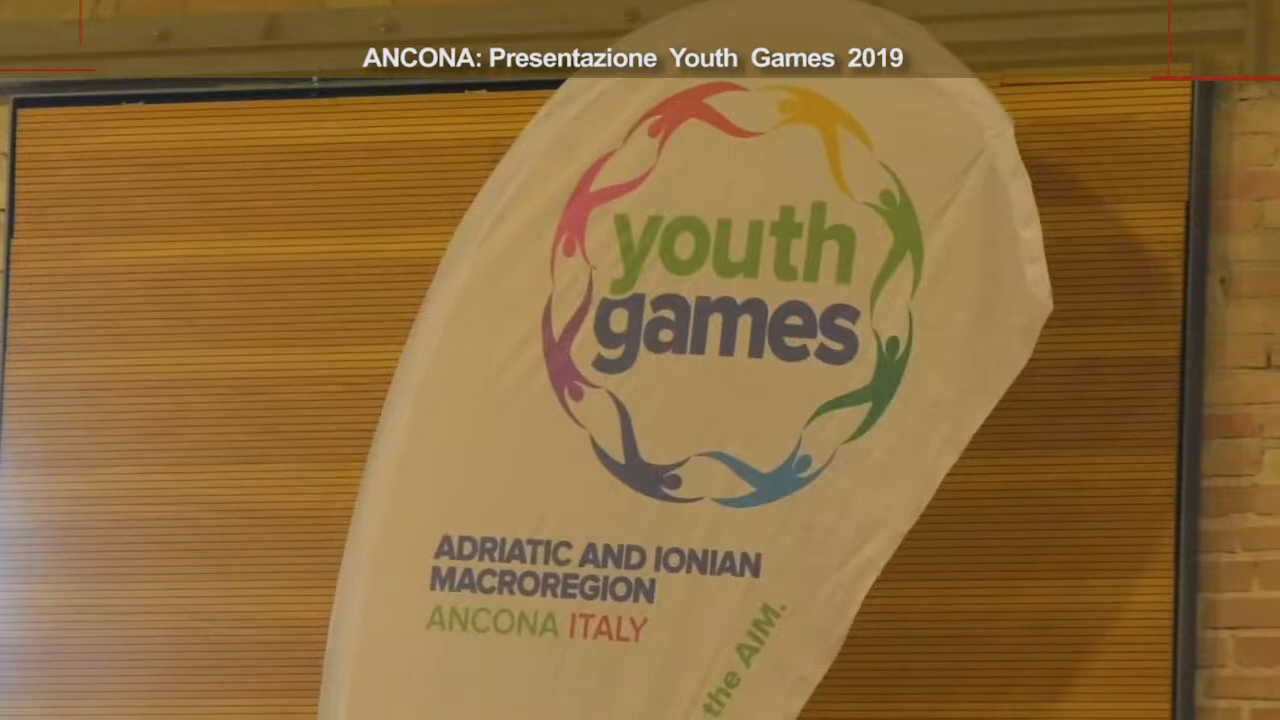 ANCONA: Presentazione Youth Games 2019
youth
games
ADRIATIC AND IONIAN
MACROREGION
ANCONA ITALY
the AIM.